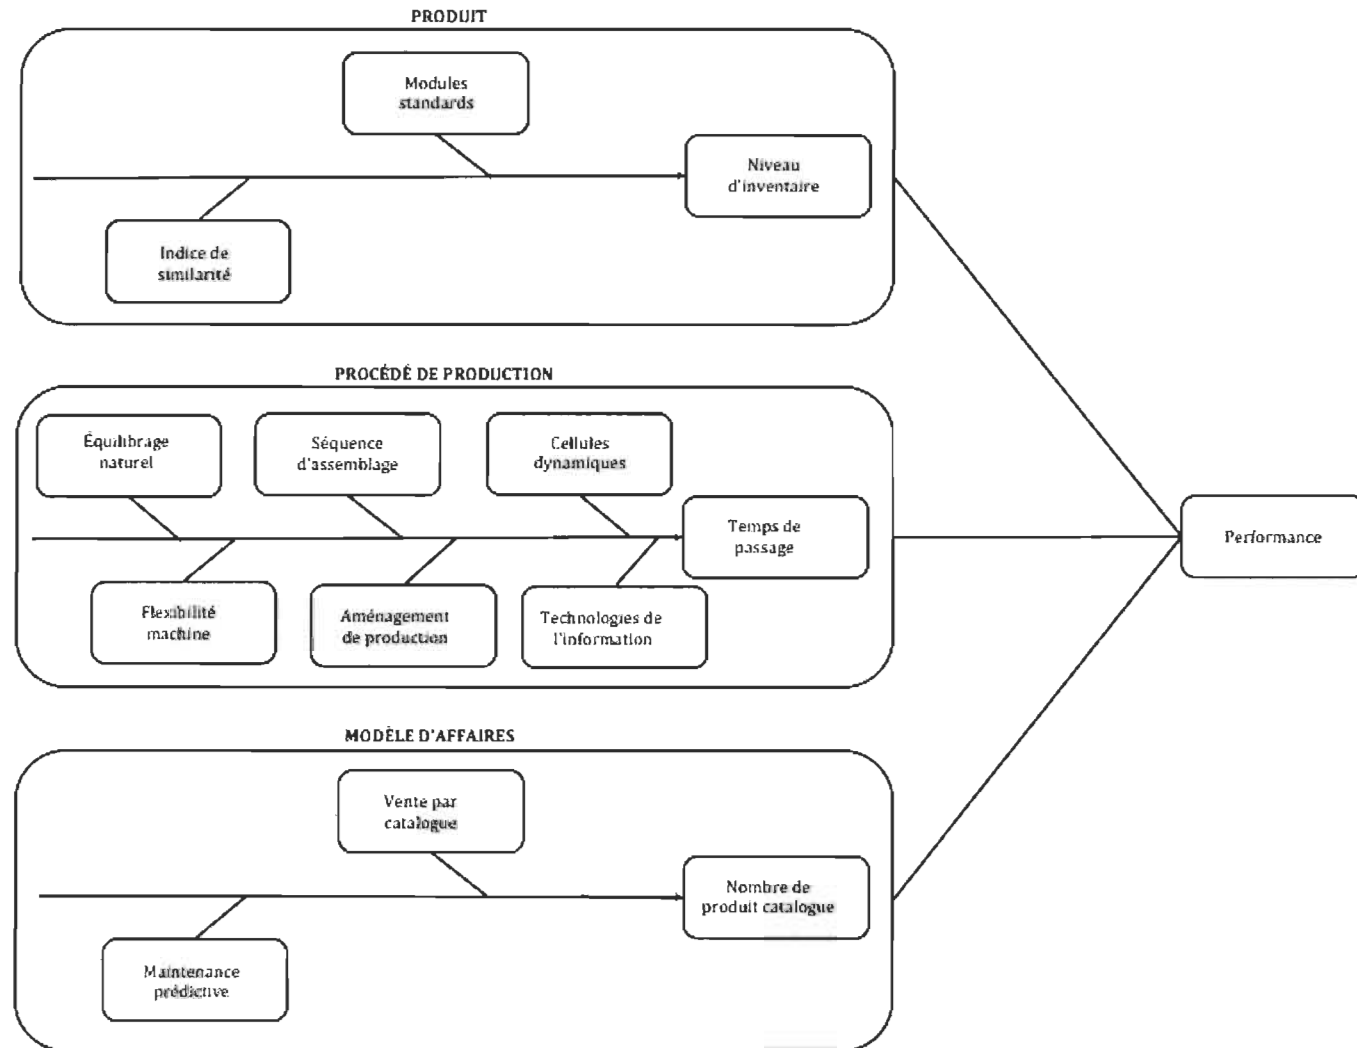 PRODUIT
Modules
standards
Niveau
d'inventaire
Indice de
similarité
PROCÉDÉ DE PRODUCTION
Équilibrage
naturel
Séquence
d'assemblage
Cellules
dynamiques
Temps de
passage
Performance
Flexibilité
machine
Aménagement
de production
Technologies de
l'information
MODÈLE D'AFFAIRES
Vente par
catalogue
Nombre de
produit catalogue
Maintenance
prédictive